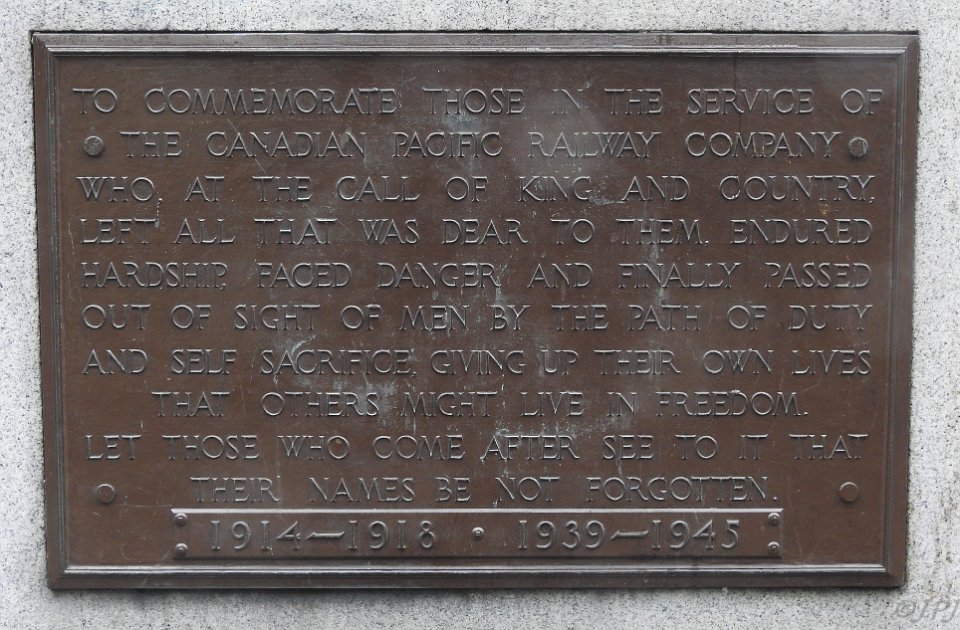 TO COMMEMORATE THOSE IN THE SERVICE OF
THE CANADIAN PACIFIC RAILWAY COMPANY
WHO, AT THE CALL OF KING AND COUNTRY,
LEFT ALL THAT WAS DEAR TO THEM, ENDURED
HARDSHIP, FACED DANGER AND FINALLY PASSED
OUT OF SIGHT OF MEN BY THE PATH OF DUTY
AND SELF SACRIFICE, GIVING UP THEIR OWN LIVES
THAT OTHERS MIGHT LIVE IN FREEDOM.
LET THOSE WHO COME AFTER SEE TO IT THAT
THEIR NAMES BE NOT FORGOTTEN.
1914–1918 • 1939–1945
©J.PJ